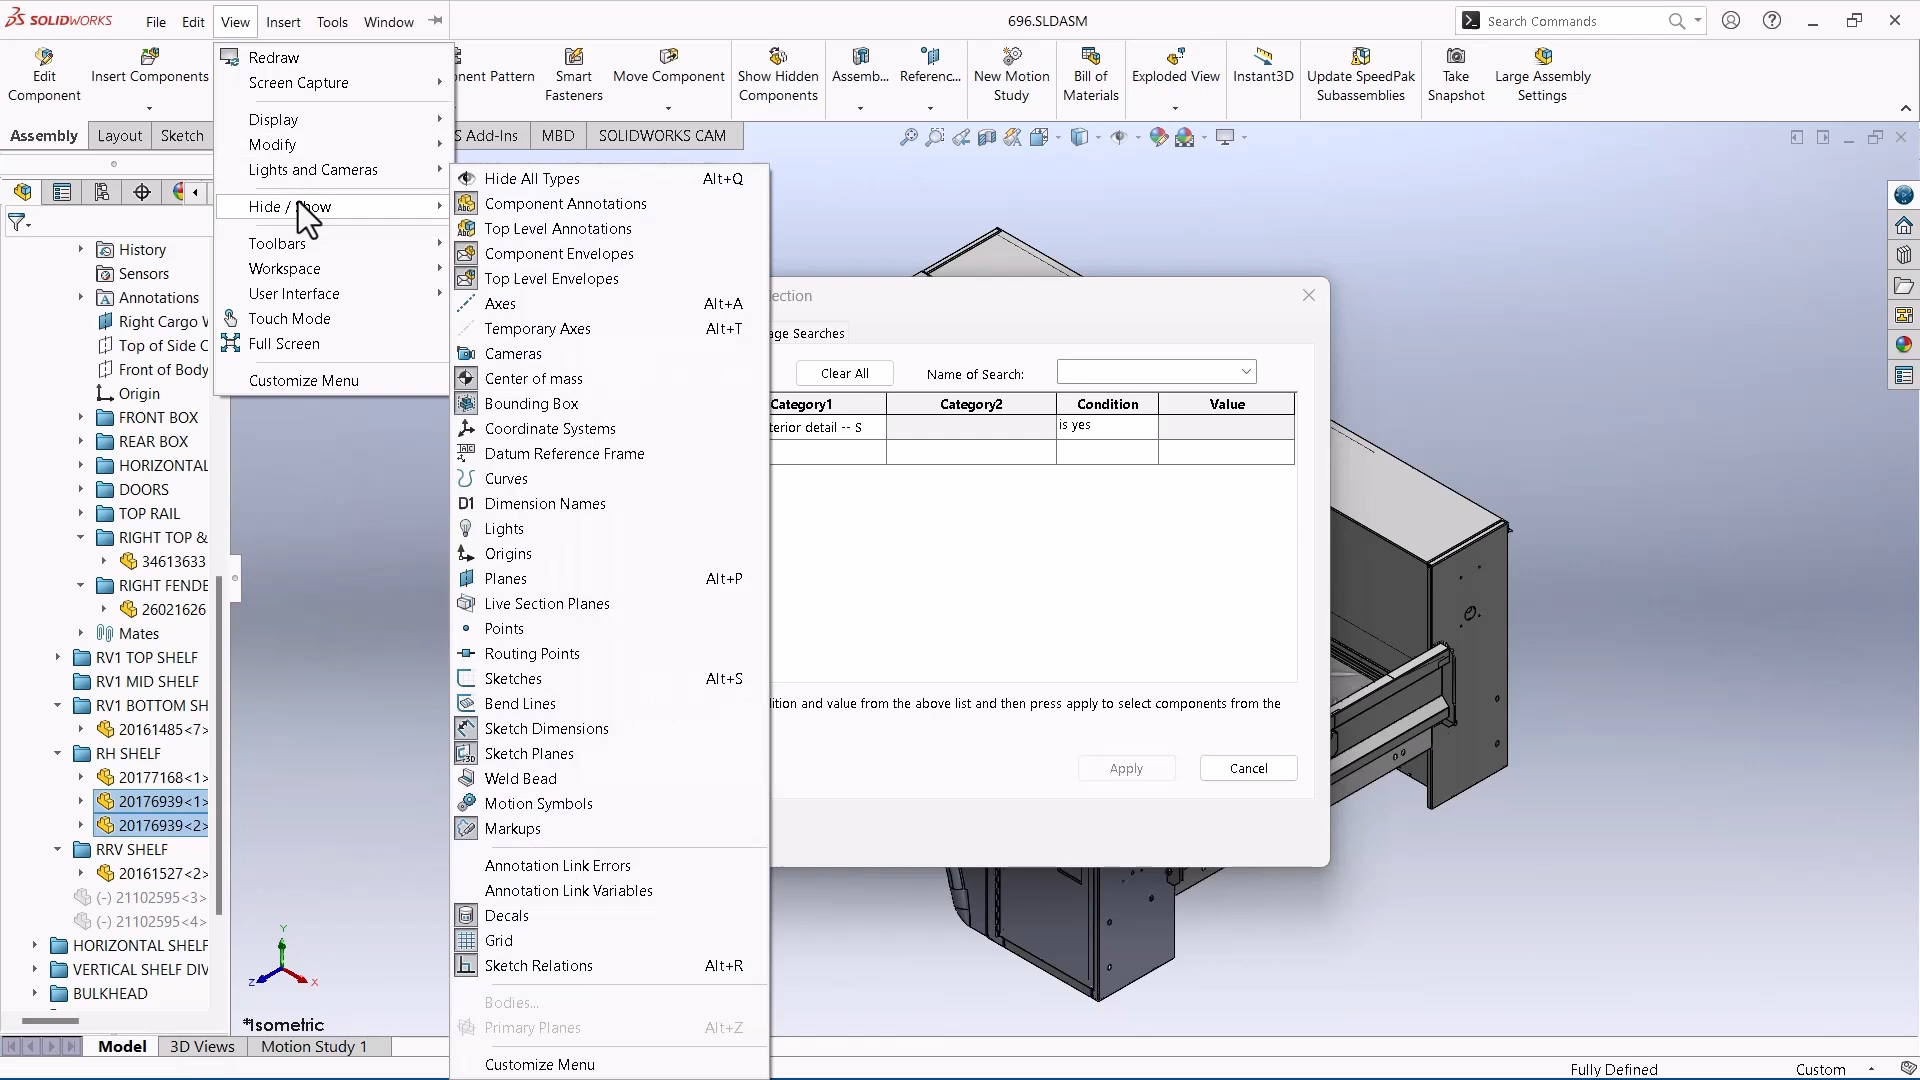 SOLIDWORKS
File Edit View Insert Tools Window
696.SLDASM
Search Commands
Edit Component
Insert Components
nent Pattern
Smart Fasteners
Move Component
Show Hidden Components
Assemb...
Referenc...
New Motion Study
Bill of Materials
Exploded View
Instant3D
Update SpeedPak Subassemblies
Take Snapshot
Large Assembly Settings
Assembly Layout Sketch
S Add-Ins MBD SOLIDWORKS CAM
Redraw
Screen Capture
Display
Modify
Lights and Cameras
Hide / Show
Toolbars
Workspace
User Interface
Touch Mode
Full Screen
Customize Menu
Hide All Types Alt+Q
Component Annotations
Top Level Annotations
Component Envelopes
Top Level Envelopes
Axes Alt+A
Temporary Axes Alt+T
Cameras
Center of mass
Bounding Box
Coordinate Systems
Datum Reference Frame
Curves
D1 Dimension Names
Lights
Origins
Planes Alt+P
Live Section Planes
Points
Routing Points
Sketches Alt+S
Bend Lines
Sketch Dimensions
Sketch Planes
Weld Bead
Motion Symbols
Markups
Annotation Link Errors
Annotation Link Variables
Decals
Grid
Sketch Relations Alt+R
Bodies...
Primary Planes Alt+Z
Customize Menu
History
Sensors
Annotations
Right Cargo
Top of Side C
Front of Body
Origin
FRONT BOX
REAR BOX
HORIZONTAL
DOORS
TOP RAIL
RIGHT TOP &
34613633
RIGHT FENDE
26021626
Mates
RV1 TOP SHELF
RV1 MID SHELF
RV1 BOTTOM SH
20161485<7>
RH SHELF
20177168<1>
20176939<1>
20176939<2>
RRV SHELF
20161527<2>
(-) 21102595<3>
(-) 21102595<4>
HORIZONTAL SHELF
VERTICAL SHELF DIV
BULKHEAD
ection
age Searches
Clear All Name of Search:
Category1 Category2 Condition Value
terior detail -- S is yes
ition and value from the above list and then press apply to select components from the
Apply Cancel
Y
Z X
*Isometric
Model 3D Views Motion Study 1
Fully Defined Custom